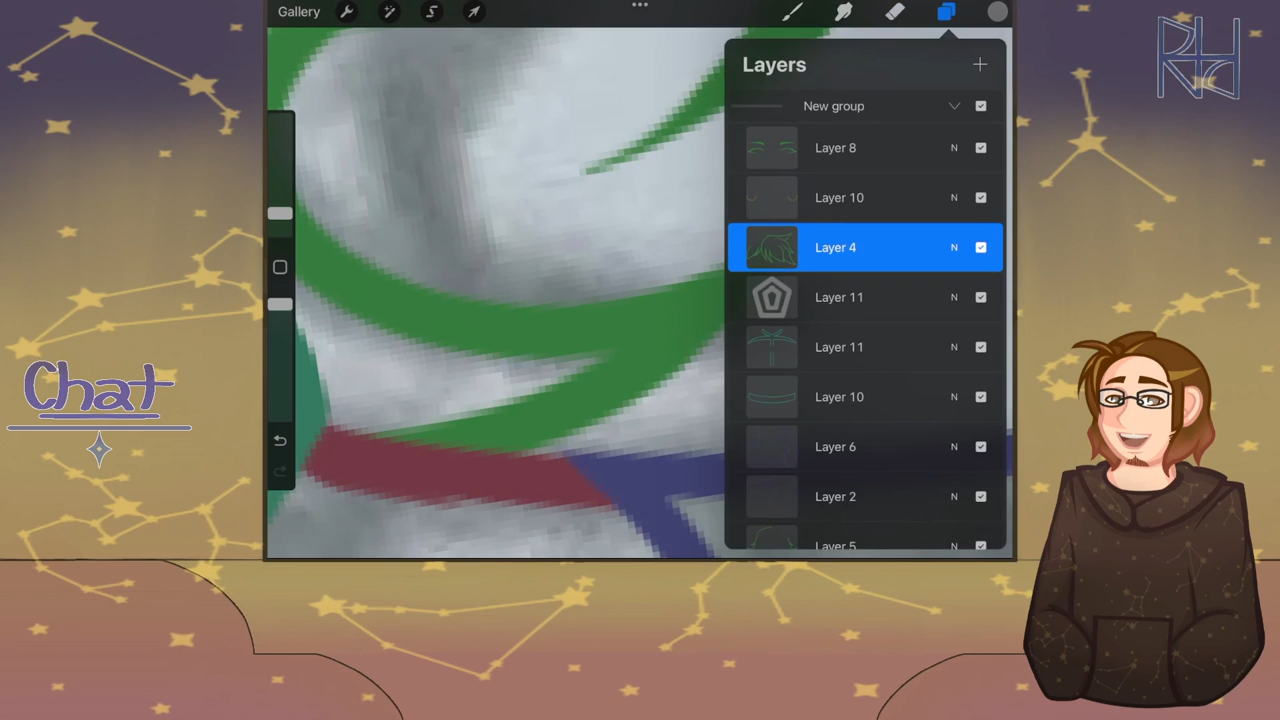 Gallery
Layers
New group
Layer 8 N
Layer 10 N
Layer 4 N
Layer 11 N
Layer 11 N
Layer 10 N
Layer 6 N
Layer 2 N
Layer 5 N
Chat